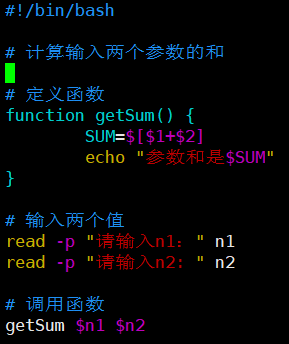 #!/bin/bash
# 计算输入两个参数的和
# 定义函数
function getSum() {
        SUM=$[$1+$2]
        echo "参数和是$SUM"
}
# 输入两个值
read -p "请输入n1：" n1
read -p "请输入n2：" n2
# 调用函数
getSum $n1 $n2